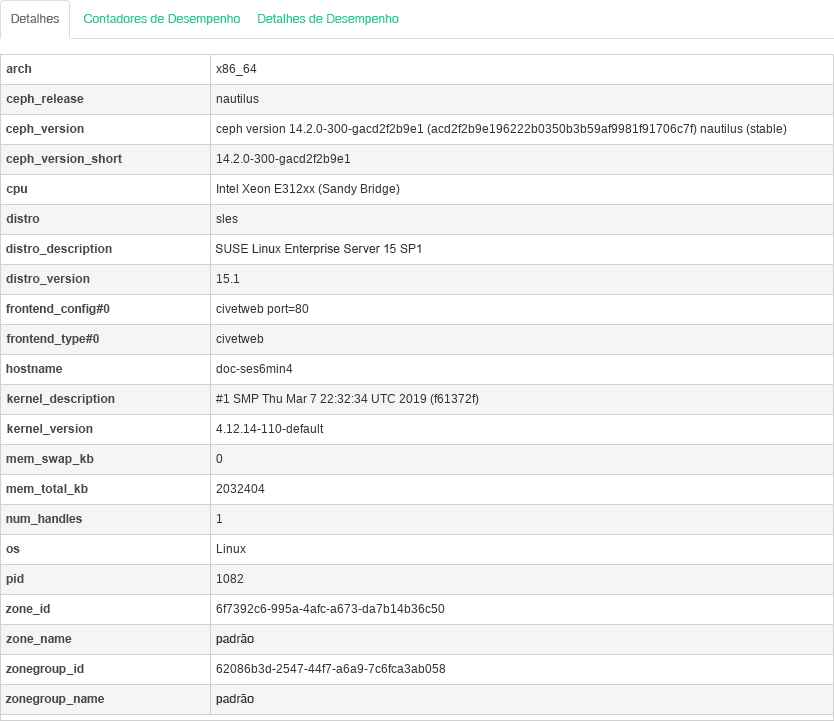 Detalhes Contadores de Desempenho Detalhes de Desempenho
arch x86_64
ceph_release nautilus
ceph_version ceph version 14.2.0-300-gacd2f2b9e1 (acd2f2b9e196222b0350b3b59af9981f91706c7f) nautilus (stable)
ceph_version_short 14.2.0-300-gacd2f2b9e1
cpu Intel Xeon E312xx (Sandy Bridge)
distro sles
distro_description SUSE Linux Enterprise Server 15 SP1
distro_version 15.1
frontend_config#0 civetweb port=80
frontend_type#0 civetweb
hostname doc-ses6min4
kernel_description #1 SMP Thu Mar 7 22:32:34 UTC 2019 (f61372f)
kernel_version 4.12.14-110-default
mem_swap_kb 0
mem_total_kb 2032404
num_handles 1
os Linux
pid 1082
zone_id 6f7392c6-995a-4afc-a673-da7b14b36c50
zone_name padrão
zonegroup_id 62086b3d-2547-44f7-a6a9-7c6fca3ab058
zonegroup_name padrão